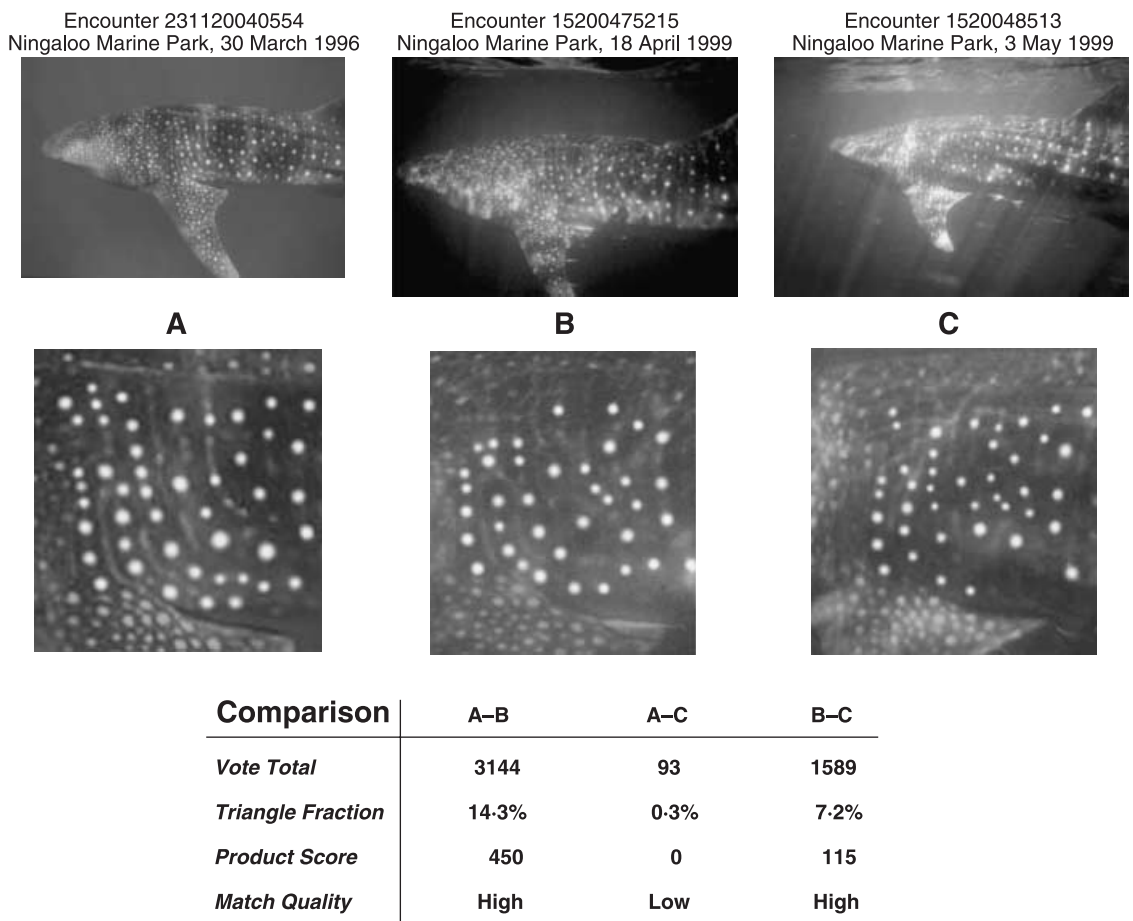 Encounter 231120040554
Ningaloo Marine Park, 30 March 1996
Encounter 15200475215
Ningaloo Marine Park, 18 April 1999
Encounter 1520048513
Ningaloo Marine Park, 3 May 1999
A
B
C
Comparison A–B A–C B–C
Vote Total 3144 93 1589
Triangle Fraction 14·3% 0·3% 7·2%
Product Score 450 0 115
Match Quality High Low High